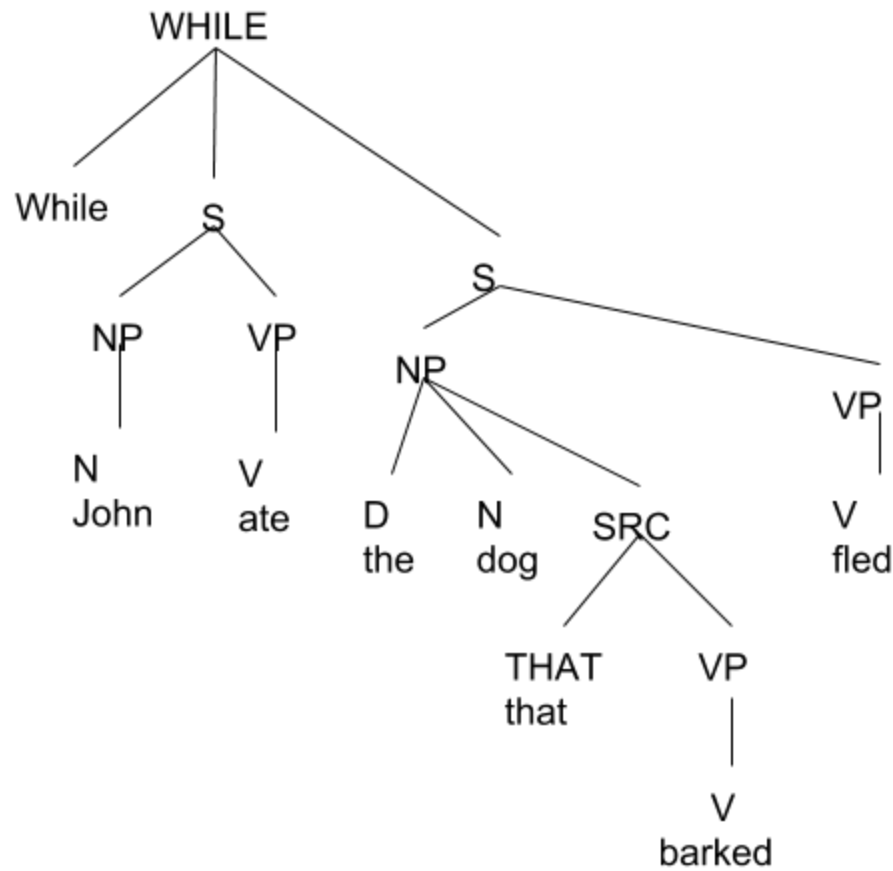 WHILE
While
S
S
NP
VP
NP
VP
N
John
V
ate
D
the
N
dog
SRC
V
fled
THAT
that
VP
V
barked